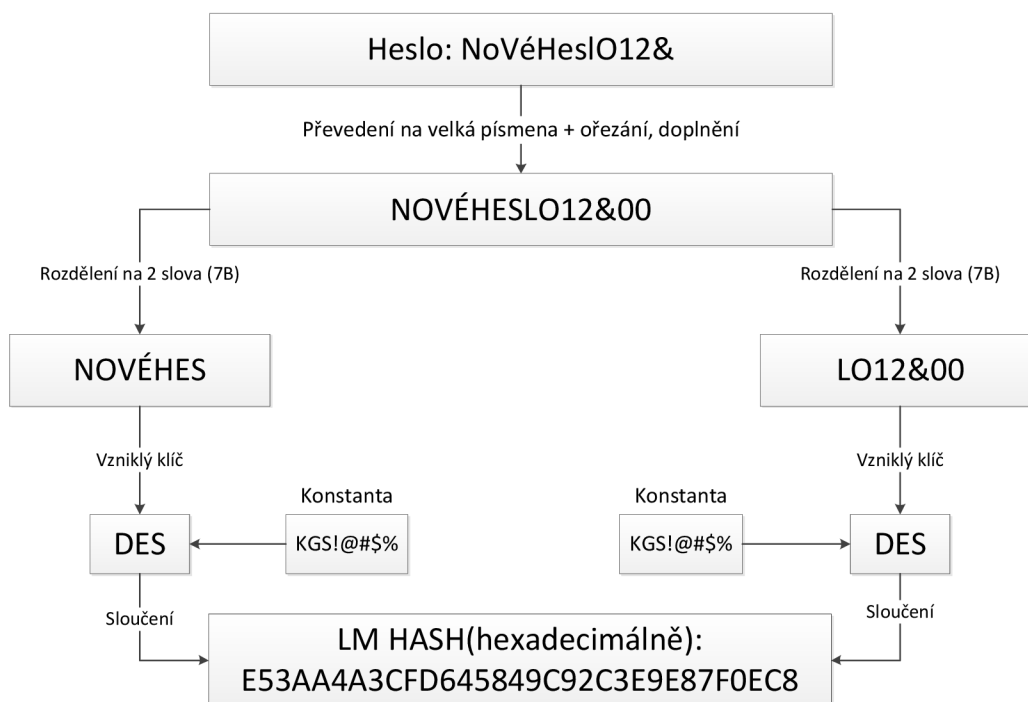 Heslo: NoVéHeslO12&
Převedení na velká písmena + ořezání, doplnění
NOVÉHESLO12&00
Rozdělení na 2 slova (7B)
Rozdělení na 2 slova (7B)
NOVÉHES
LO12&00
Vzniklý klíč
Vzniklý klíč
Konstanta
Konstanta
DES
KGS!@#$%
KGS!@#$%
DES
Sloučení
Sloučení
LM HASH(hexadecimálně):
E53AA4A3CFD645849C92C3E9E87F0EC8